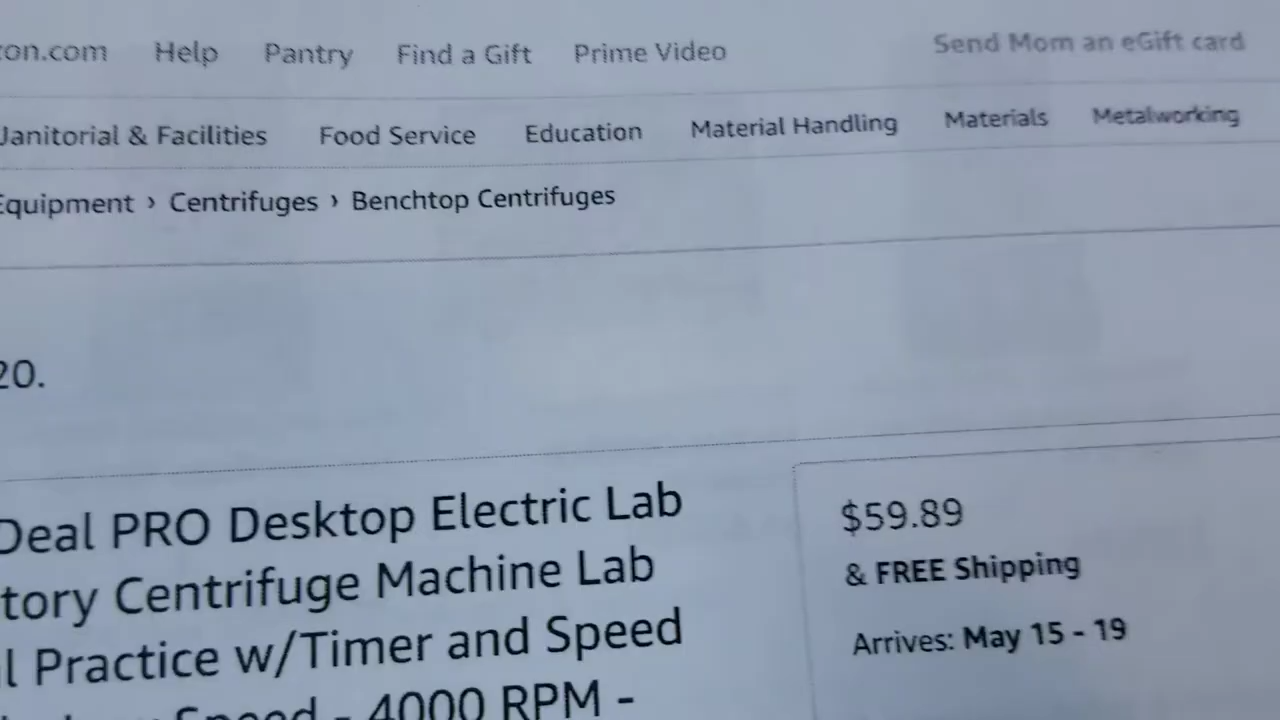 on.com Help Pantry Find a Gift Prime Video Send Mom an eGift card
Janitorial & Facilities Food Service Education Material Handling Materials Metalworking
Equipment › Centrifuges › Benchtop Centrifuges
20.
Deal PRO Desktop Electric Lab
tory Centrifuge Machine Lab
l Practice w/Timer and Speed
Speed - 4000 RPM -
$59.89
& FREE Shipping
Arrives: May 15 - 19